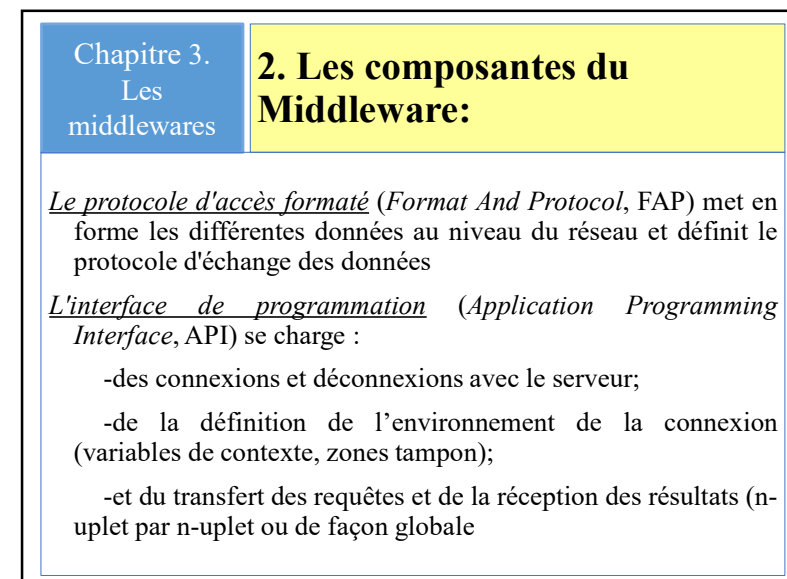 Chapitre 3.
Les
middlewares
2. Les composantes du
Middleware:
Le protocole d'accès formaté (Format And Protocol, FAP) met en
forme les différentes données au niveau du réseau et définit le
protocole d'échange des données
L'interface de programmation (Application Programming
Interface, API) se charge :
-des connexions et déconnexions avec le serveur;
-de la définition de l’environnement de la connexion
(variables de contexte, zones tampon);
-et du transfert des requêtes et de la réception des résultats (n-
uplet par n-uplet ou de façon globale